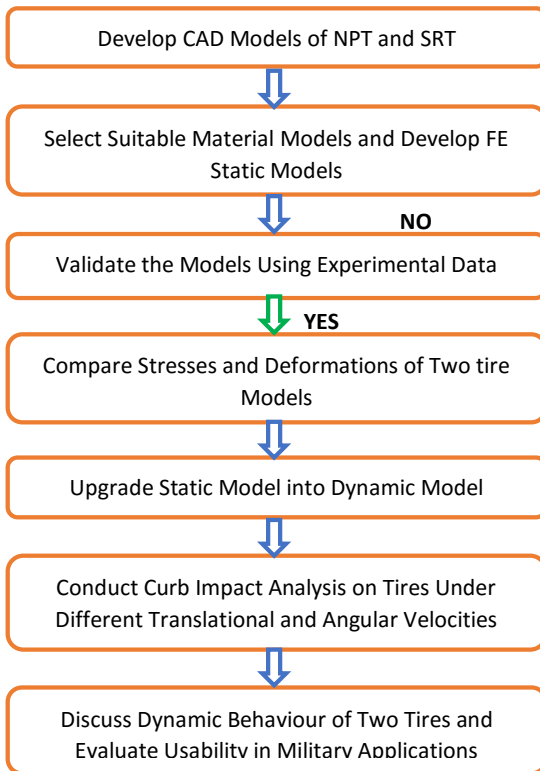 Develop CAD Models of NPT and SRT
Select Suitable Material Models and Develop FE
Static Models
NO
Validate the Models Using Experimental Data
YES
Compare Stresses and Deformations of Two tire
Models
Upgrade Static Model into Dynamic Model
Conduct Curb Impact Analysis on Tires Under
Different Translational and Angular Velocities
Discuss Dynamic Behaviour of Two Tires and
Evaluate Usability in Military Applications